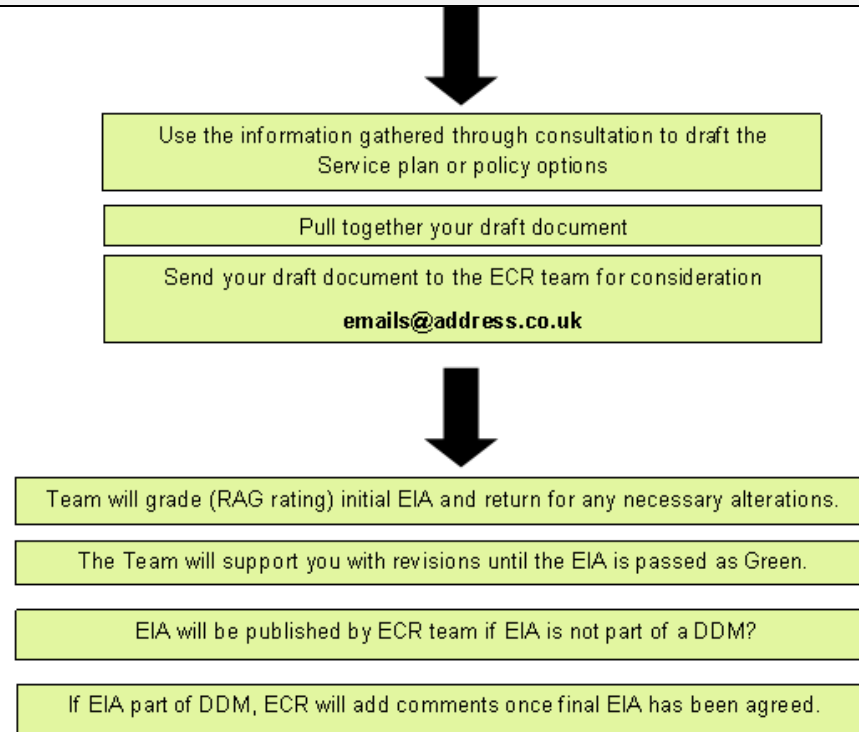 Use the information gathered through consultation to draft the
Service plan or policy options
Pull together your draft document
Send your draft document to the ECR team for consideration
emails@address.co.uk
Team will grade (RAG rating) initial EIA and return for any necessary alterations.
The Team will support you with revisions until the EIA is passed as Green.
EIA will be published by ECR team if EIA is not part of a DDM?
If EIA part of DDM, ECR will add comments once final EIA has been agreed.